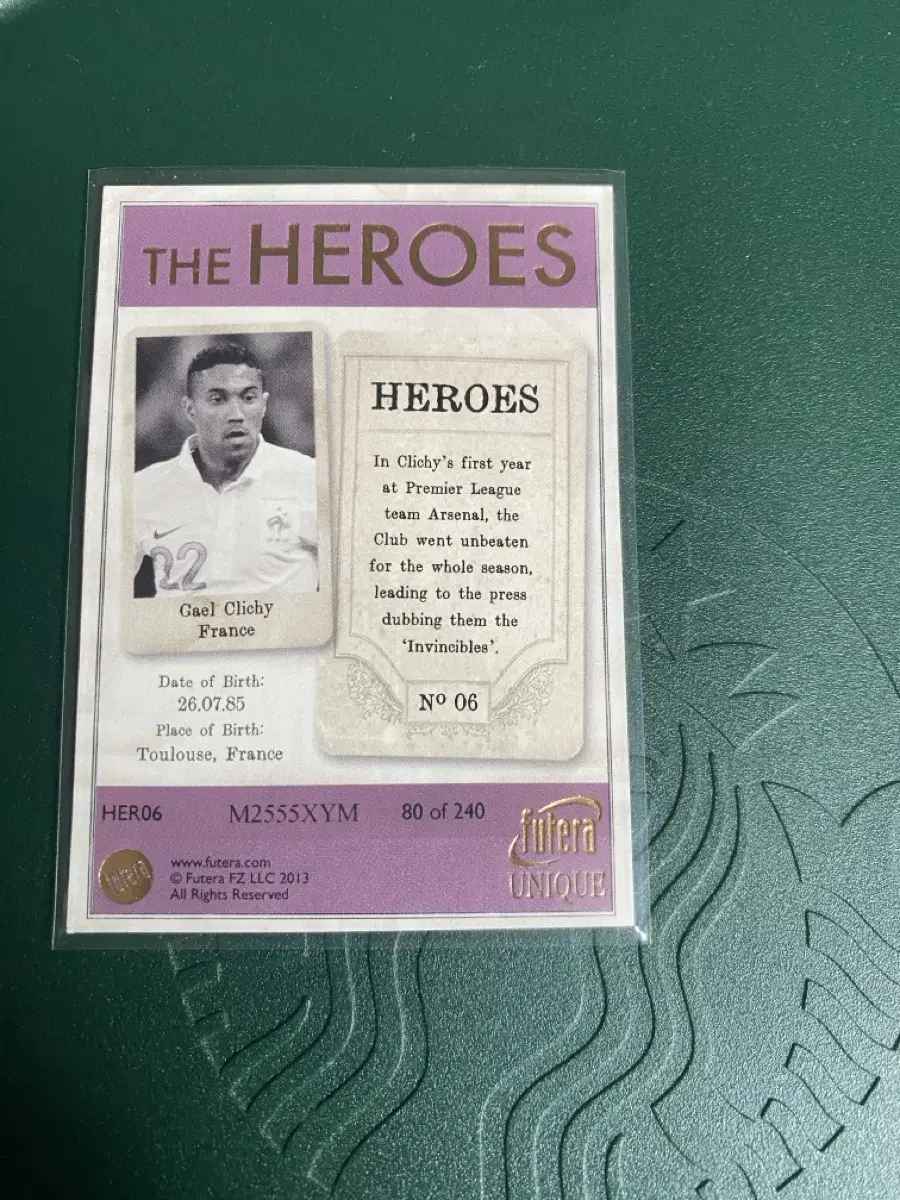 THE HEROES
22
Gael Clichy
France
Date of Birth:
26.07.85
Place of Birth:
Toulouse, France
HEROES
In Clichy's first year
at Premier League
team Arsenal, the
Club went unbeaten
for the whole season,
leading to the press
dubbing them the
'Invincibles'.
Nº 06
HER06
M2555XYM
80 of 240
futera
UNIQUE
futera
www.futera.com
© Futera FZ LLC 2013
All Rights Reserved